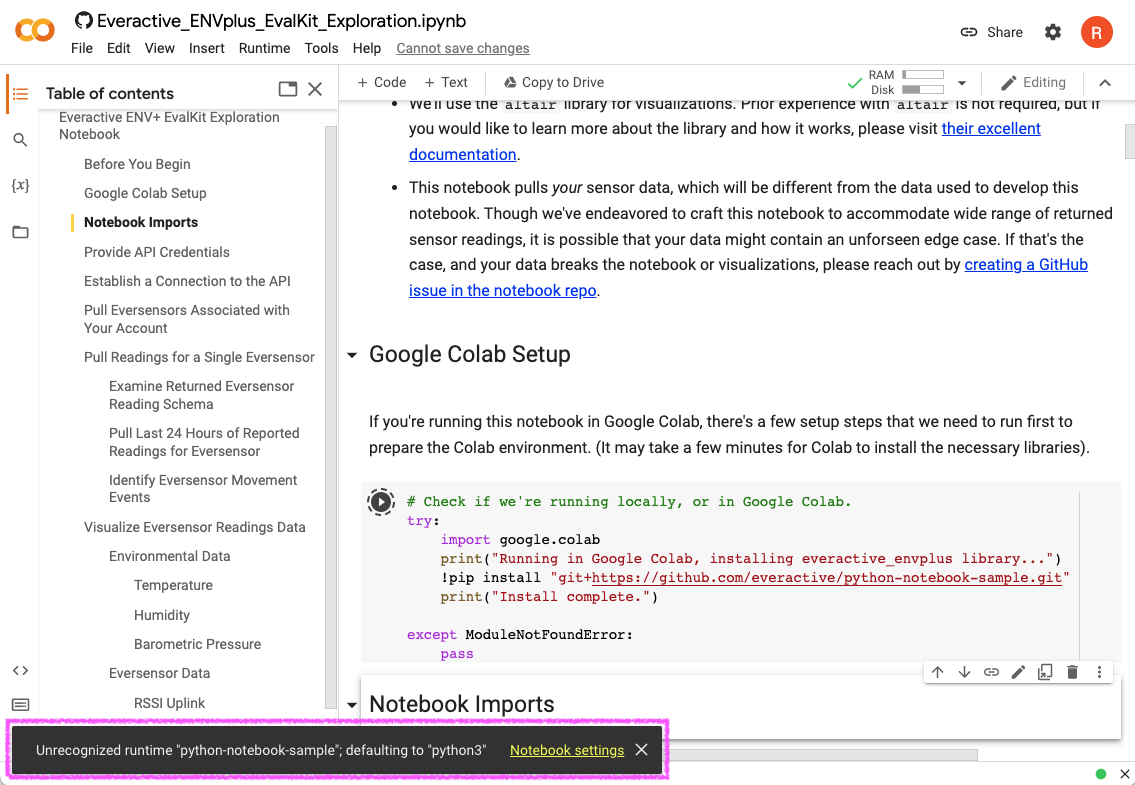 Everactive_ENVplus_EvalKit_Exploration.ipynb
File Edit View Insert Runtime Tools Help Cannot save changes
Share
R
Table of contents
Everactive ENV+ EvalKit Exploration
Notebook
Before You Begin
Google Colab Setup
Notebook Imports
Provide API Credentials
Establish a Connection to the API
Pull Eversensors Associated with
Your Account
Pull Readings for a Single Eversensor
Examine Returned Eversensor
Reading Schema
Pull Last 24 Hours of Reported
Readings for Eversensor
Identify Eversensor Movement
Events
Visualize Eversensor Readings Data
Environmental Data
Temperature
Humidity
Barometric Pressure
Eversensor Data
RSSI Uplink
{x}
+ Code + Text Copy to Drive
RAM
Disk
Editing
• We'll use the altair library for visualizations. Prior experience with altair is not required, but if
you would like to learn more about the library and how it works, please visit their excellent
documentation.
• This notebook pulls your sensor data, which will be different from the data used to develop this
notebook. Though we've endeavored to craft this notebook to accommodate wide range of returned
sensor readings, it is possible that your data might contain an unforseen edge case. If that's the
case, and your data breaks the notebook or visualizations, please reach out by creating a GitHub
issue in the notebook repo.
Google Colab Setup
If you're running this notebook in Google Colab, there's a few setup steps that we need to run first to
prepare the Colab environment. (It may take a few minutes for Colab to install the necessary libraries).
# Check if we're running locally, or in Google Colab.
try:
    import google.colab
    print("Running in Google Colab, installing everactive_envplus library...")
    !pip install "git+https://github.com/everactive/python-notebook-sample.git"
    print("Install complete.")
except ModuleNotFoundError:
    pass
Notebook Imports
Unrecognized runtime "python-notebook-sample"; defaulting to "python3" Notebook settings